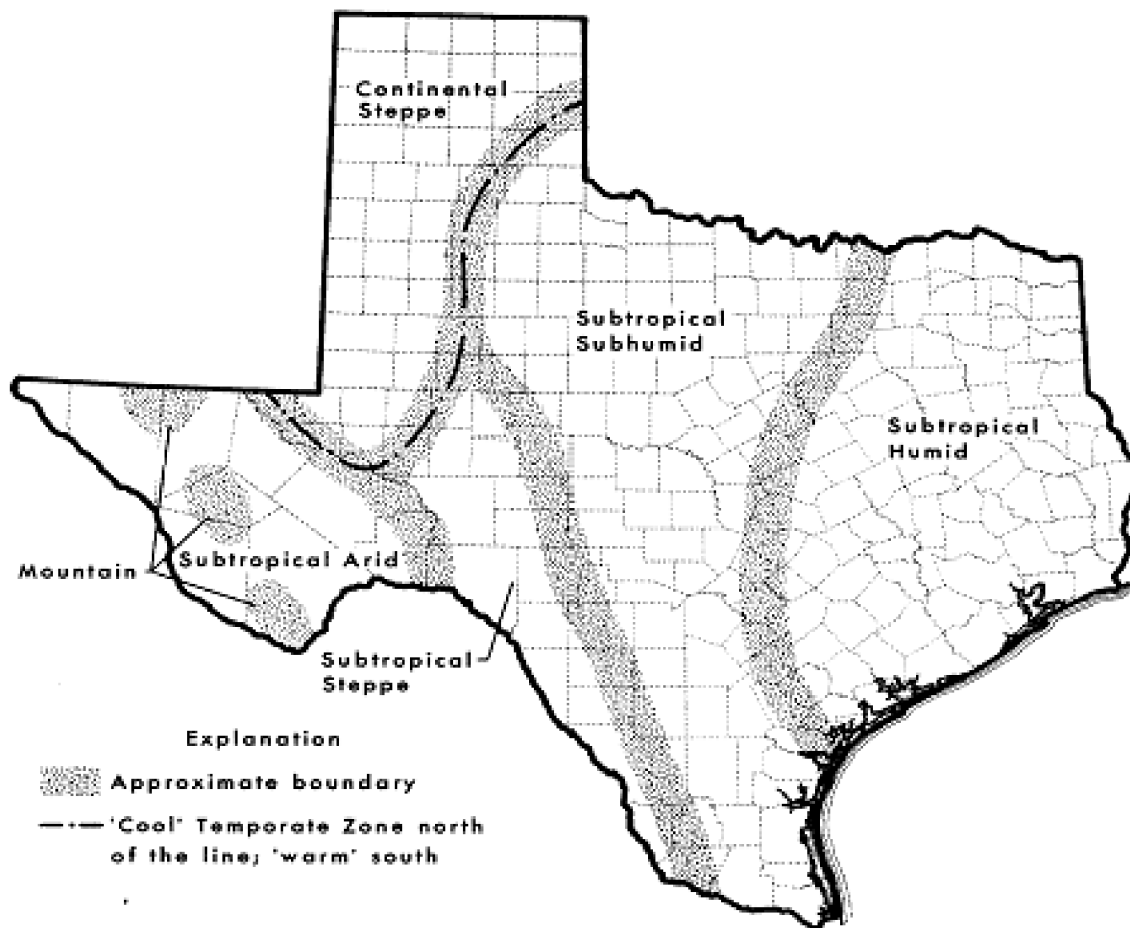 Continental
Steppe
Subtropical
Subhumid
Subtropical
Humid
Subtropical Arid
Mountain
Subtropical
Steppe
Explanation
Approximate boundary
'Cool' Temporate Zone north
of the line; 'warm' south